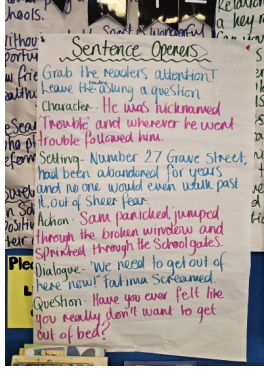 Sentence Openers
Grab the readers attention!
Leave the reader asking a question
Character - He was nicknamed
'Trouble' and wherever he went
trouble followed him.
Setting - Number 27 Grave Street,
had been abandoned for years
and no one would even walk past
it, out of sheer fear.
Action - Sam panicked, jumped
through the broken window and
sprinted through the School gates.
Dialogue - "We need to get out of
here now!" Fatima Screamed.
Question - Have you ever felt like
you really don't want to get
out of bed?